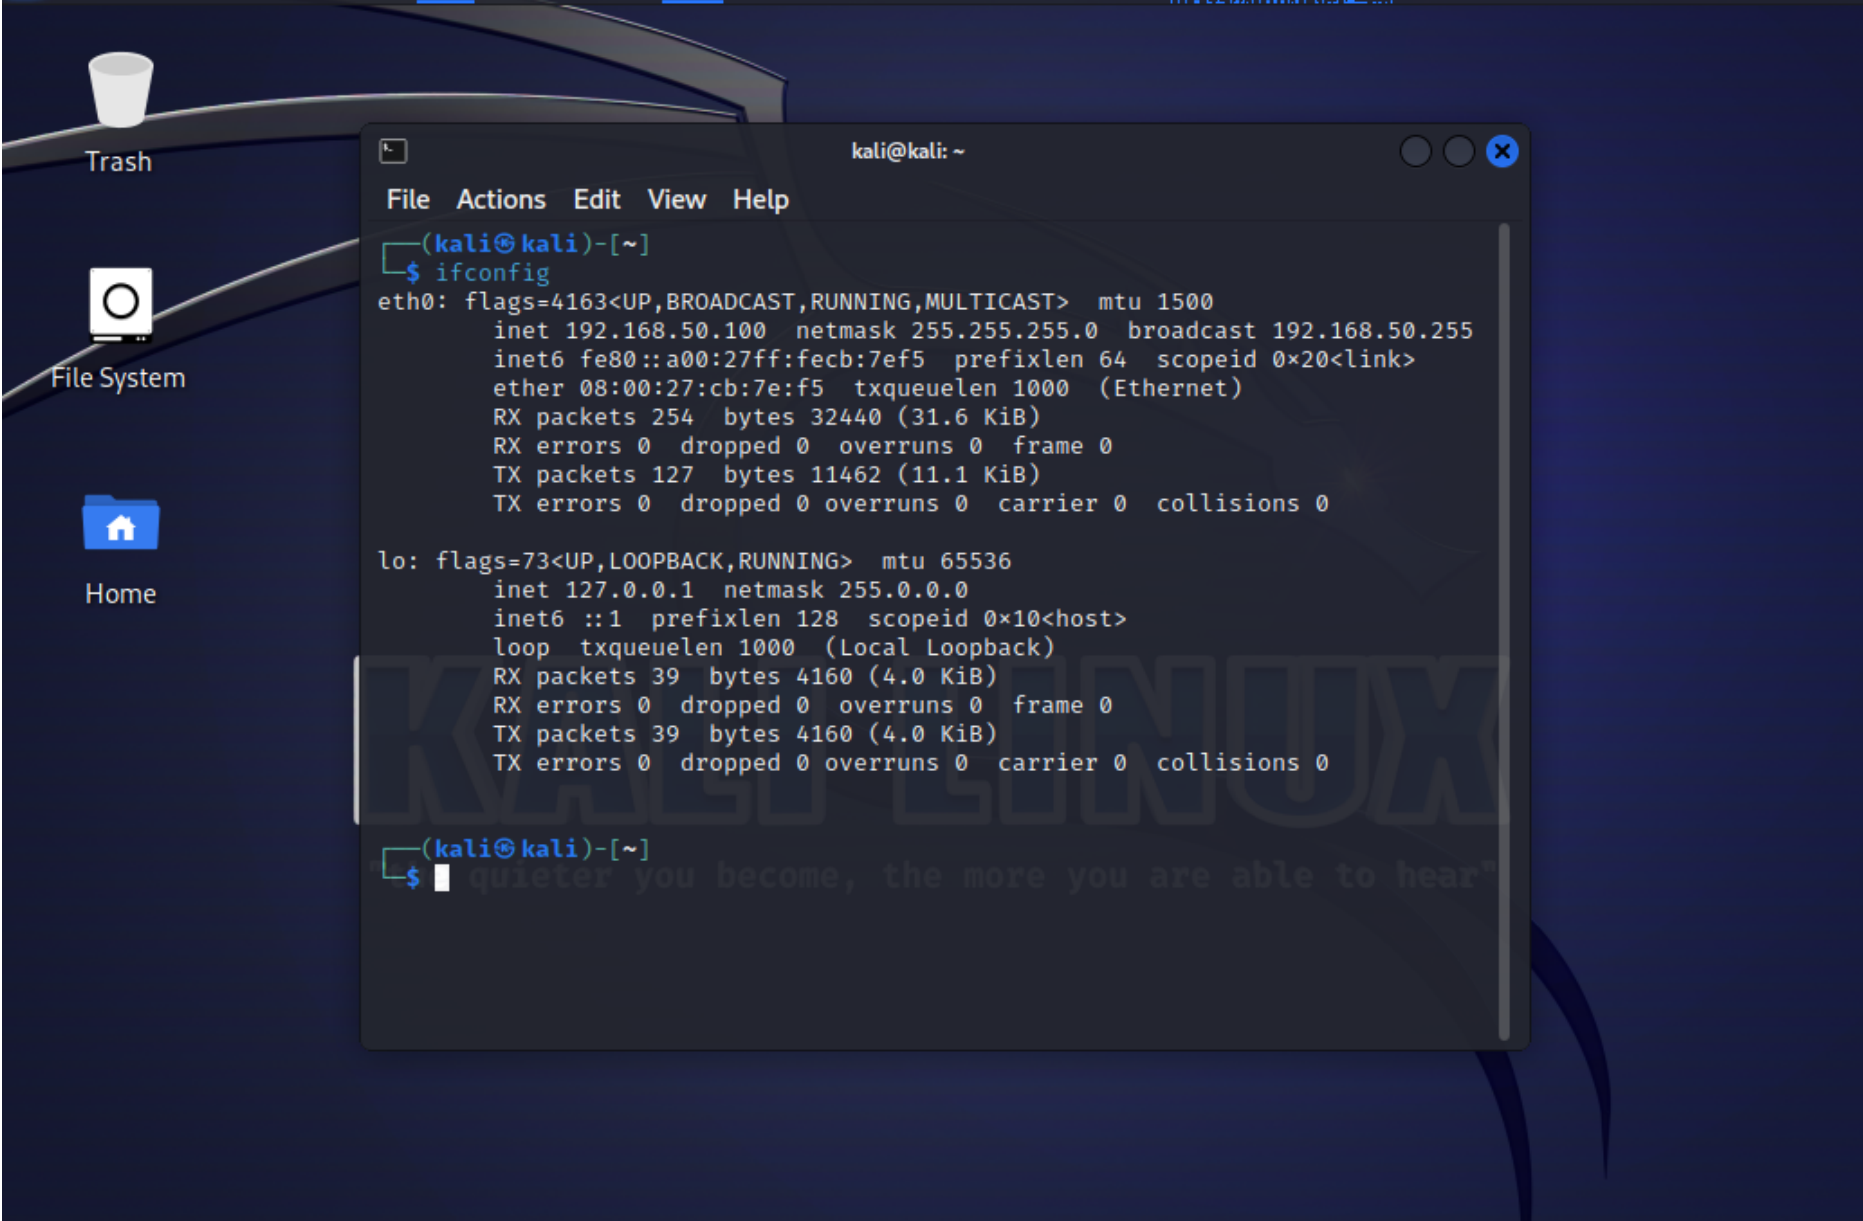 Trash
File System
Home
kali@kali: ~
File Actions Edit View Help
┌──(kali㉿kali)-[~]
└─$ ifconfig
eth0: flags=4163<UP,BROADCAST,RUNNING,MULTICAST>  mtu 1500
        inet 192.168.50.100  netmask 255.255.255.0  broadcast 192.168.50.255
        inet6 fe80::a00:27ff:fecb:7ef5  prefixlen 64  scopeid 0×20<link>
        ether 08:00:27:cb:7e:f5  txqueuelen 1000  (Ethernet)
        RX packets 254  bytes 32440 (31.6 KiB)
        RX errors 0  dropped 0  overruns 0  frame 0
        TX packets 127  bytes 11462 (11.1 KiB)
        TX errors 0  dropped 0 overruns 0  carrier 0  collisions 0
lo: flags=73<UP,LOOPBACK,RUNNING>  mtu 65536
        inet 127.0.0.1  netmask 255.0.0.0
        inet6 ::1  prefixlen 128  scopeid 0×10<host>
        loop  txqueuelen 1000  (Local Loopback)
        RX packets 39  bytes 4160 (4.0 KiB)
        RX errors 0  dropped 0  overruns 0  frame 0
        TX packets 39  bytes 4160 (4.0 KiB)
        TX errors 0  dropped 0 overruns 0  carrier 0  collisions 0
KALI LINUX
┌──(kali㉿kali)-[~]
└─$
quieter you become, the more you are able to hear"